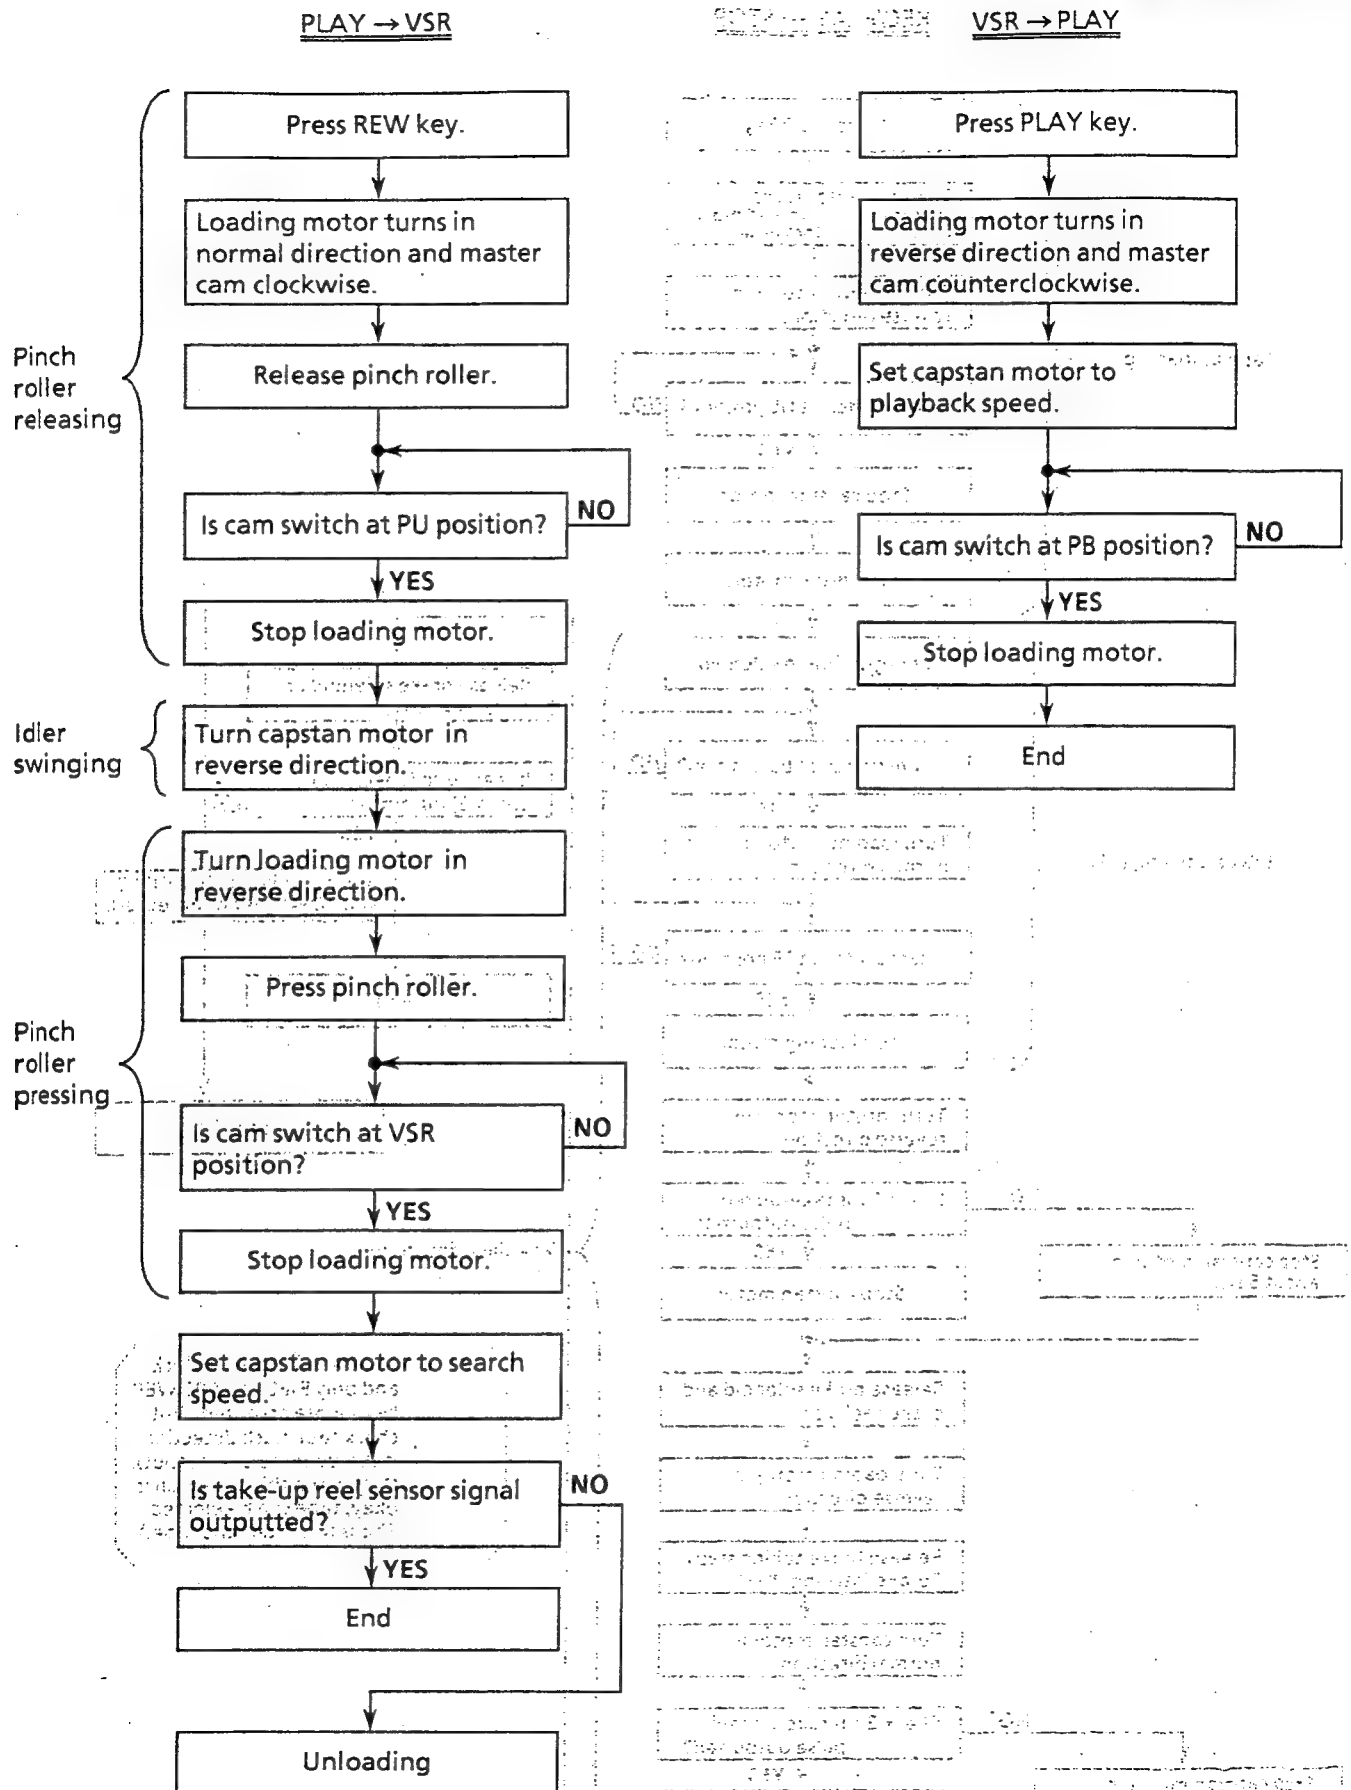 PLAY → VSR
Press REW key.
Loading motor turns in
normal direction and master
cam clockwise.
Pinch
roller
releasing
Release pinch roller.
Is cam switch at PU position?
NO
YES
Stop loading motor.
Idler
swinging
Turn capstan motor in
reverse direction.
Turn loading motor in
reverse direction.
Press pinch roller.
Pinch
roller
pressing
Is cam switch at VSR
position?
NO
YES
Stop loading motor.
Set capstan motor to search
speed.
Is take-up reel sensor signal
outputted?
NO
YES
End
Unloading
VSR → PLAY
Press PLAY key.
Loading motor turns in
reverse direction and master
cam counterclockwise.
Set capstan motor to
playback speed.
Is cam switch at PB position?
NO
YES
Stop loading motor.
End